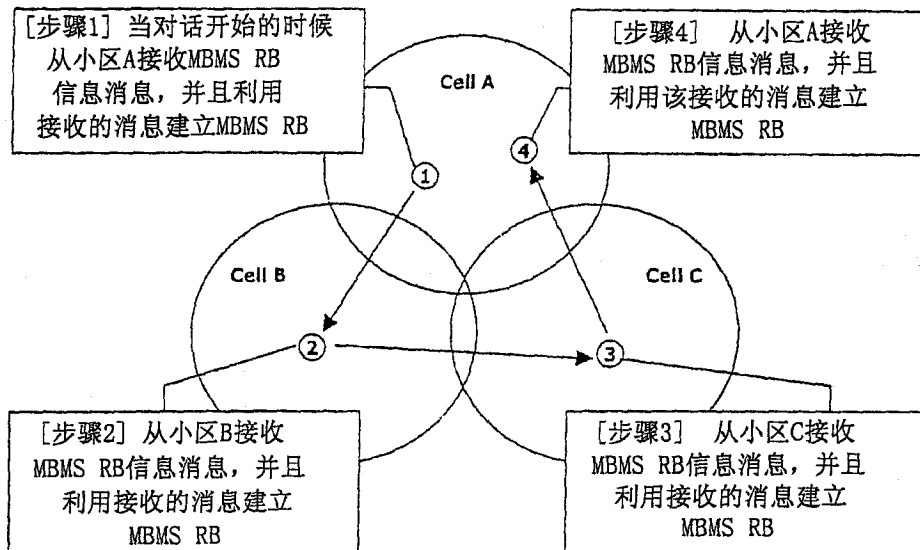 [步骤1] 当对话开始的时候
从小区A接收MBMS RB
信息消息，并且利用
接收的消息建立MBMS RB
[步骤4] 从小区A接收
MBMS RB信息消息，并且
利用该接收的消息建立
MBMS RB
Cell A
①
④
Cell B
Cell C
②
③
[步骤2] 从小区B接收
MBMS RB信息消息，并且
利用接收的消息建立
MBMS RB
[步骤3] 从小区C接收
MBMS RB信息消息，并且
利用接收的消息建立
MBMS RB